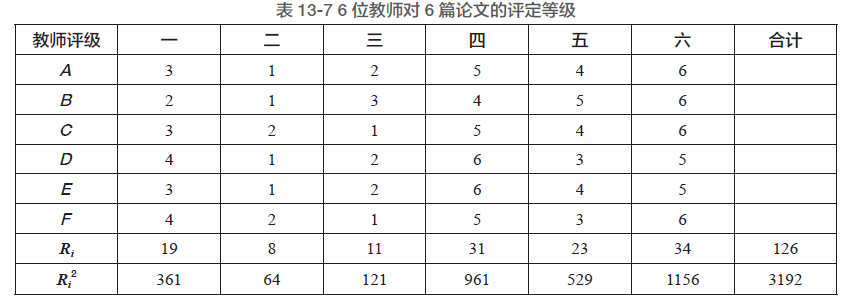 表 13-7 6 位教师对 6 篇论文的评定等级
教师评级 一 二 三 四 五 六 合计
A 3 1 2 5 4 6
B 2 1 3 4 5 6
C 3 2 1 5 4 6
D 4 1 2 6 3 5
E 3 1 2 6 4 5
F 4 2 1 5 3 6
Ri 19 8 11 31 23 34 126
Ri² 361 64 121 961 529 1156 3192